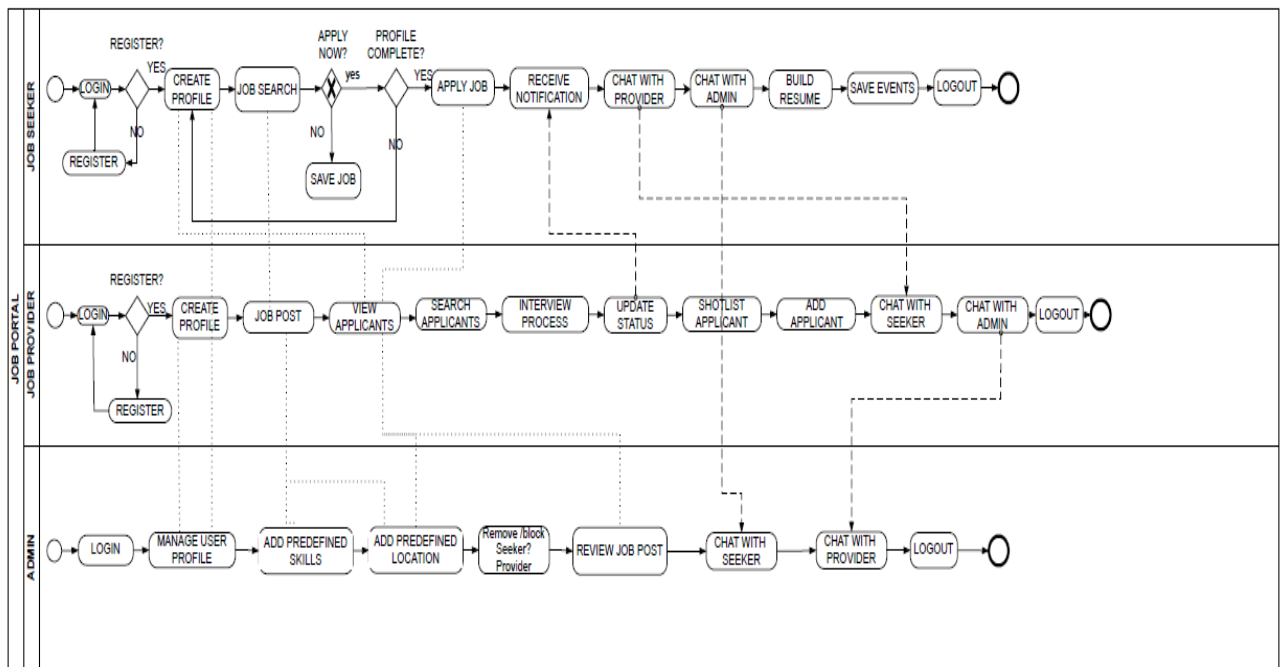 JOB PORTAL
JOB SEEKER
REGISTER?
APPLY
NOW?
PROFILE
COMPLETE?
LOGIN
YES
CREATE
PROFILE
JOB SEARCH
yes
YES
APPLY JOB
RECEIVE
NOTIFICATION
CHAT WITH
PROVIDER
CHAT WITH
ADMIN
BUILD
RESUME
SAVE EVENTS
LOGOUT
NO
NO
NO
REGISTER
SAVE JOB
JOB PROVIDER
REGISTER?
LOGIN
YES
CREATE
PROFILE
JOB POST
VIEW
APPLICANTS
SEARCH
APPLICANTS
INTERVIEW
PROCESS
UPDATE
STATUS
SHOTLIST
APPLICANT
ADD
APPLICANT
CHAT WITH
SEEKER
CHAT WITH
ADMIN
LOGOUT
NO
REGISTER
ADMIN
LOGIN
MANAGE USER
PROFILE
ADD PREDEFINED
SKILLS
ADD PREDEFINED
LOCATION
Remove /block
Seeker?
Provider
REVIEW JOB POST
CHAT WITH
SEEKER
CHAT WITH
PROVIDER
LOGOUT